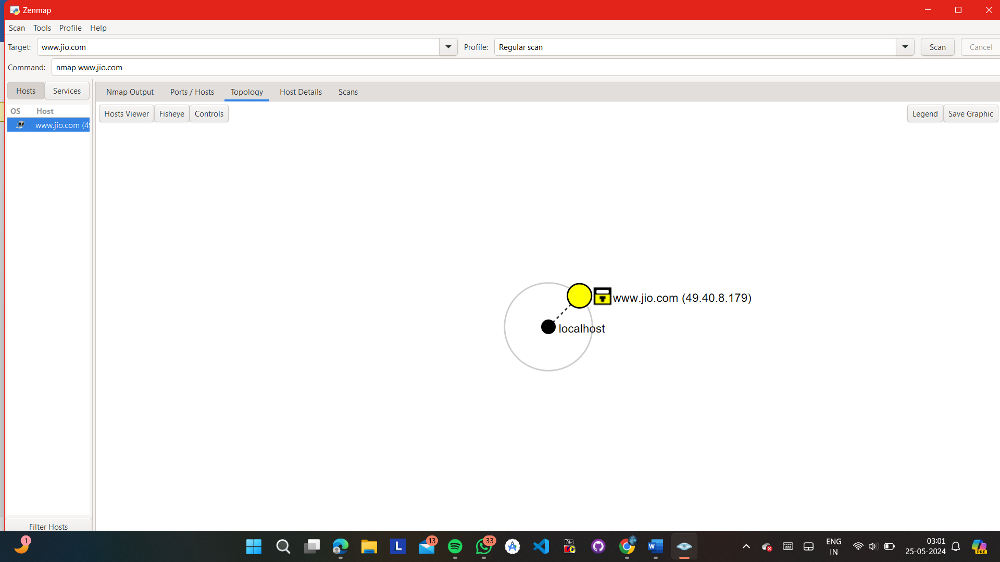 Zenmap
Scan Tools Profile Help
Target: www.jio.com Profile: Regular scan Scan Cancel
Command: nmap www.jio.com
Hosts Services
Nmap Output Ports / Hosts Topology Host Details Scans
OS Host
www.jio.com (49
Hosts Viewer Fisheye Controls
Legend Save Graphic
www.jio.com (49.40.8.179)
localhost
Filter Hosts
1
L
13
33
MS
PRE
ENG
IN
03:01
25-05-2024